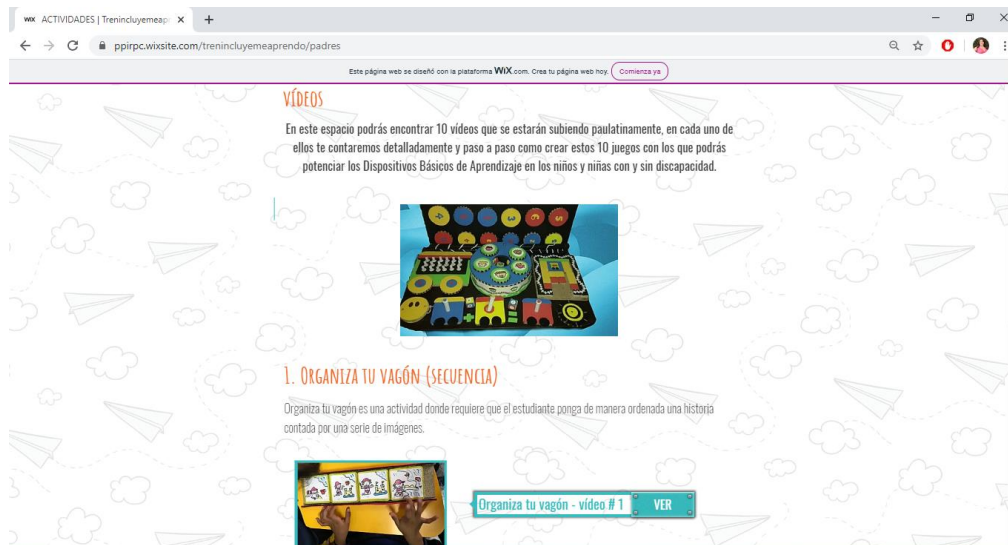 WiX ACTIVIDADES | Trenincluyemeap
ppirpc.wixsite.com/trenincluyemeaprendo/padres
Este página web se diseñó con la plataforma WiX.com. Crea tu página web hoy. Comienza ya
VÍDEOS
En este espacio podrás encontrar 10 vídeos que se estarán subiendo paulatinamente, en cada uno de
ellos te contaremos detalladamente y paso a paso como crear estos 10 juegos con los que podrás
potenciar los Dispositivos Básicos de Aprendizaje en los niños y niñas con y sin discapacidad.
1. ORGANIZA TU VAGÓN (SECUENCIA)
Organiza tu vagón es una actividad donde requiere que el estudiante ponga de manera ordenada una historia
contada por una serie de imágenes.
Organiza tu vagón - vídeo # 1 VER